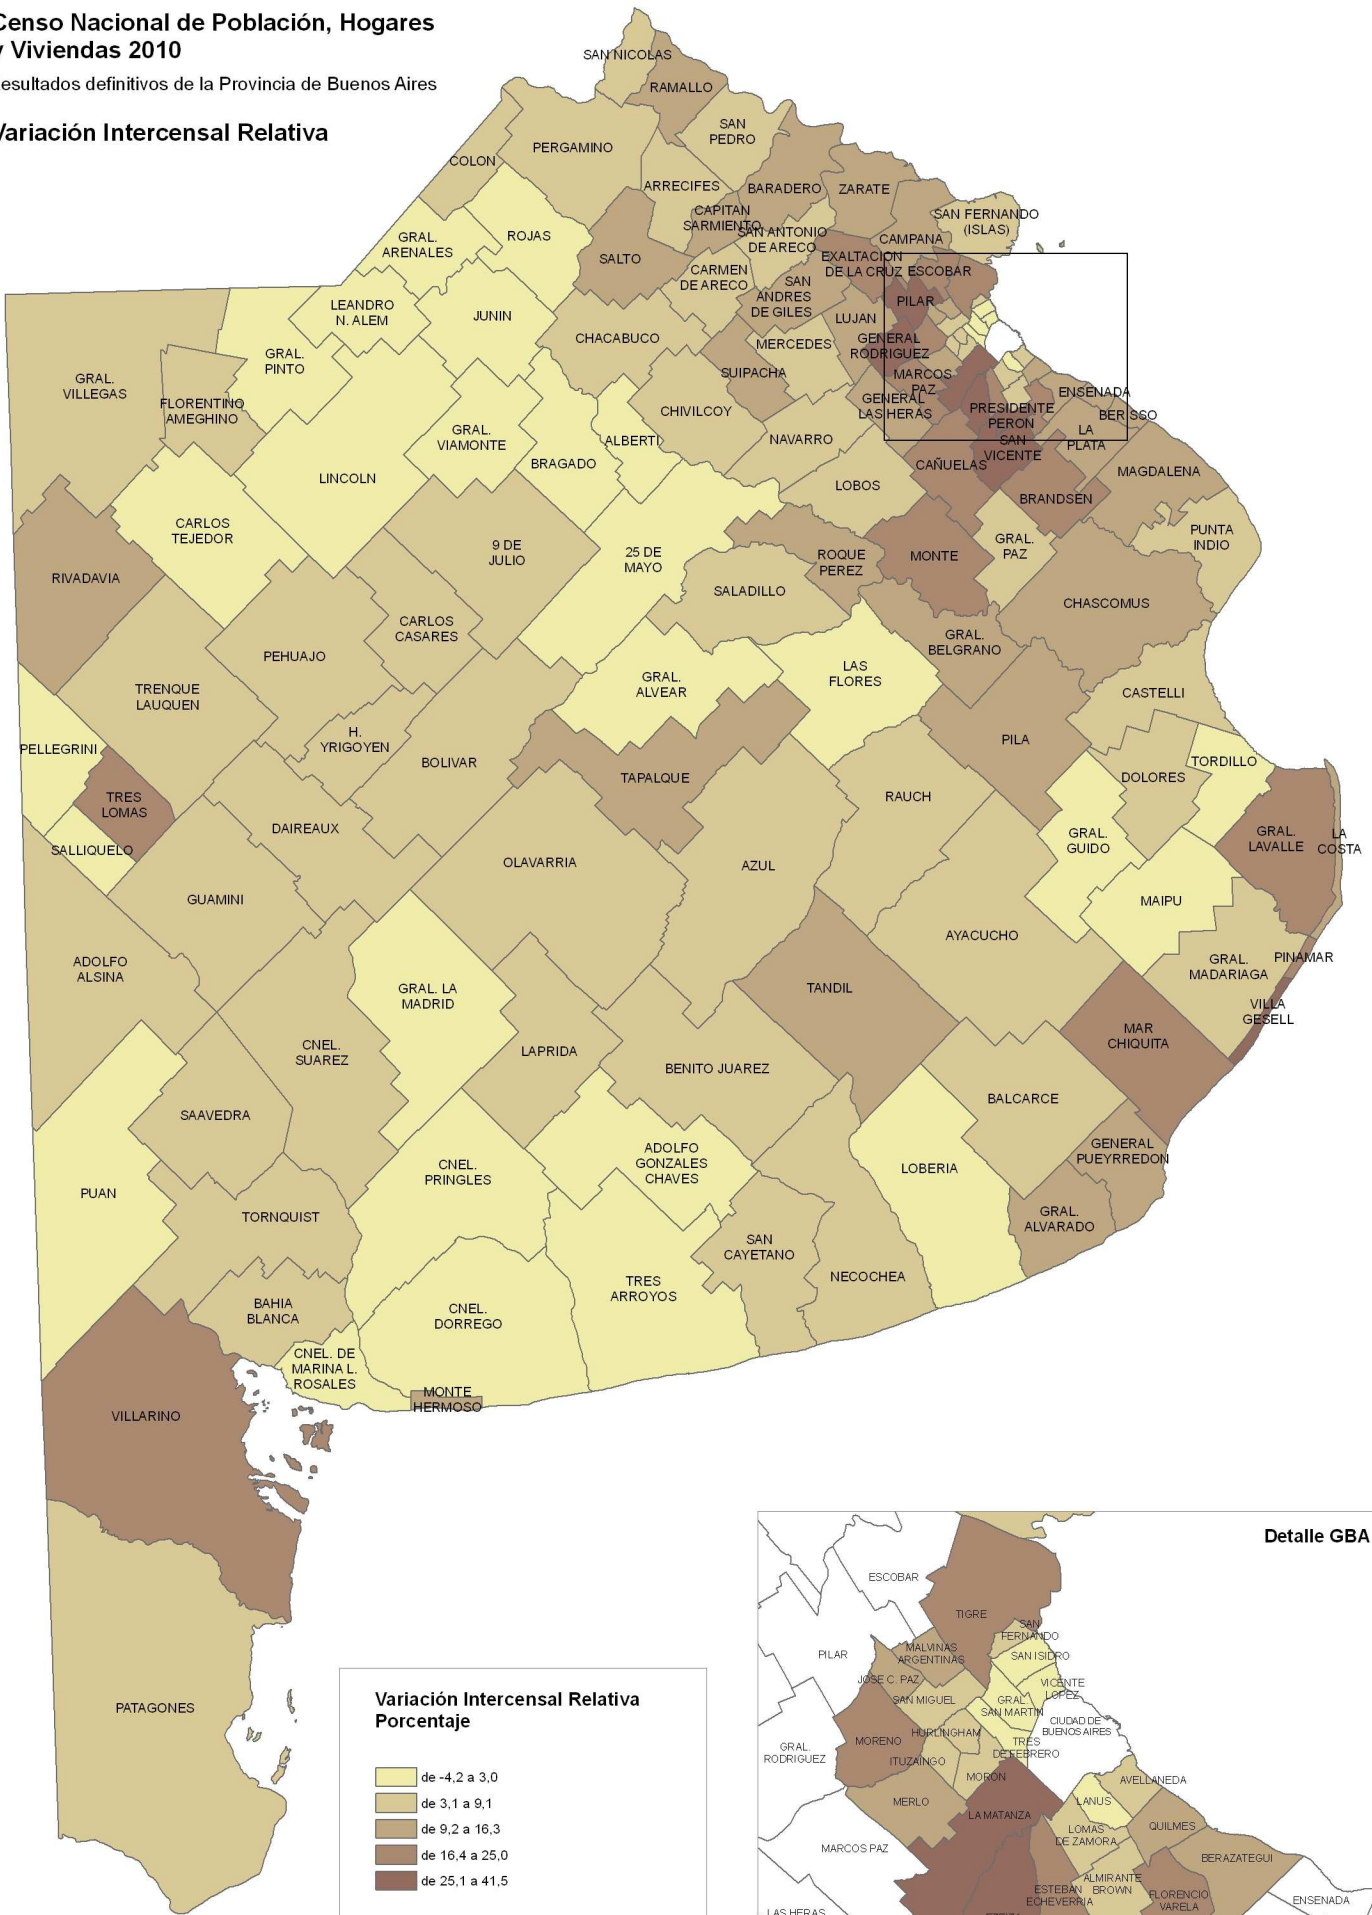 Censo Nacional de Población, Hogares
y Viviendas 2010
esultados definitivos de la Provincia de Buenos Aires
Variación Intercensal Relativa
SAN NICOLAS
RAMALLO
SAN
PEDRO
PERGAMINO
COLON
ARRECIFES
BARADERO
ZARATE
CAPITAN
SARMIENTO
SAN ANTONIO
DE ARECO
SAN FERNANDO
(ISLAS)
CAMPANA
GRAL.
ARENALES
ROJAS
SALTO
EXALTACION
DE LA CRUZ
ESCOBAR
CARMEN
DE ARECO
SAN
ANDRES
DE GILES
PILAR
LEANDRO
N. ALEM
JUNIN
CHACABUCO
LUJAN
MERCEDES
GENERAL
RODRIGUEZ
GRAL.
PINTO
GRAL.
VILLEGAS
FLORENTINO
AMEGHINO
SUIPACHA
MARCOS
PAZ
GENERAL
LAS HERAS
ENSENADA
BERISSO
CHIVILCOY
PRESIDENTE
PERON
LA
PLATA
SAN
VICENTE
GRAL.
VIAMONTE
ALBERTI
NAVARRO
BRAGADO
LINCOLN
LOBOS
CAÑUELAS
MAGDALENA
BRANDSEN
CARLOS
TEJEDOR
9 DE
JULIO
25 DE
MAYO
ROQUE
PEREZ
MONTE
GRAL.
PAZ
PUNTA
INDIO
RIVADAVIA
SALADILLO
CHASCOMUS
CARLOS
CASARES
PEHUAJO
GRAL.
BELGRANO
TRENQUE
LAUQUEN
GRAL.
ALVEAR
LAS
FLORES
CASTELLI
H.
YRIGOYEN
PILA
PELLEGRINI
BOLIVAR
TAPALQUE
TORDILLO
DOLORES
TRES
LOMAS
RAUCH
DAIREAUX
SALLIQUELO
GRAL.
GUIDO
GRAL.
LAVALLE
LA
COSTA
OLAVARRIA
AZUL
GUAMINI
MAIPU
AYACUCHO
ADOLFO
ALSINA
GRAL.
MADARIAGA
PINAMAR
GRAL. LA
MADRID
TANDIL
VILLA
GESELL
CNEL.
SUAREZ
LAPRIDA
MAR
CHIQUITA
BENITO JUAREZ
BALCARCE
SAAVEDRA
GENERAL
PUEYRREDON
ADOLFO
GONZALES
CHAVES
CNEL.
PRINGLES
LOBERIA
PUAN
TORNQUIST
GRAL.
ALVARADO
SAN
CAYETANO
TRES
ARROYOS
NECOCHEA
BAHIA
BLANCA
CNEL.
DORREGO
CNEL. DE
MARINA L.
ROSALES
MONTE
HERMOSO
VILLARINO
PATAGONES
Variación Intercensal Relativa
Porcentaje
de -4,2 a 3,0
de 3,1 a 9,1
de 9,2 a 16,3
de 16,4 a 25,0
de 25,1 a 41,5
Detalle GBA
ESCOBAR
TIGRE
SAN
FERNANDO
PILAR
MALVINAS
ARGENTINAS
SAN ISIDRO
JOSE C. PAZ
VICENTE
LOPEZ
SAN MIGUEL
GRAL.
SAN MARTIN
CIUDAD DE
BUENOS AIRES
HURLINGHAM
MORENO
TRES
DE FEBRERO
GRAL.
RODRIGUEZ
ITUZAINGO
MORON
AVELLANEDA
MERLO
LANUS
LA MATANZA
QUILMES
LOMAS
DE ZAMORA
MARCOS PAZ
BERAZATEGUI
ALMIRANTE
BROWN
ESTEBAN
ECHEVERRIA
FLORENCIO
VARELA
ENSENADA
LAS HERAS